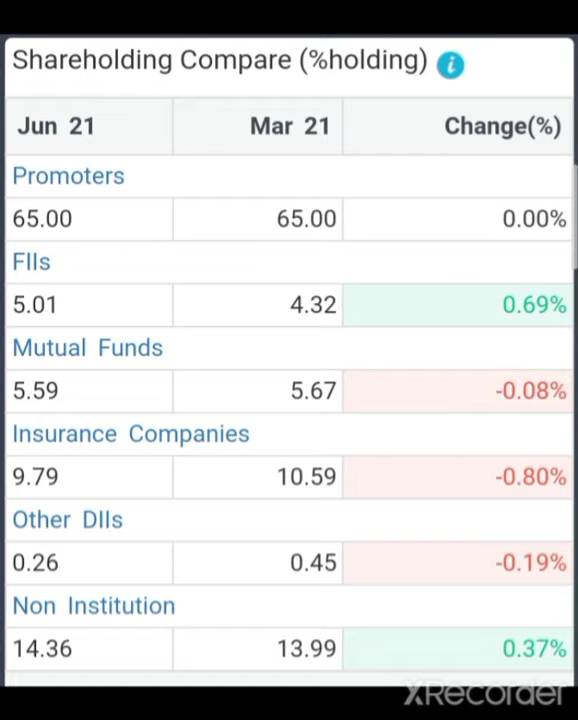 Shareholding Compare (%holding) i
Jun 21 Mar 21 Change(%)
Promoters
65.00 65.00 0.00%
FIIs
5.01 4.32 0.69%
Mutual Funds
5.59 5.67 -0.08%
Insurance Companies
9.79 10.59 -0.80%
Other DIIs
0.26 0.45 -0.19%
Non Institution
14.36 13.99 0.37%
XRecorder